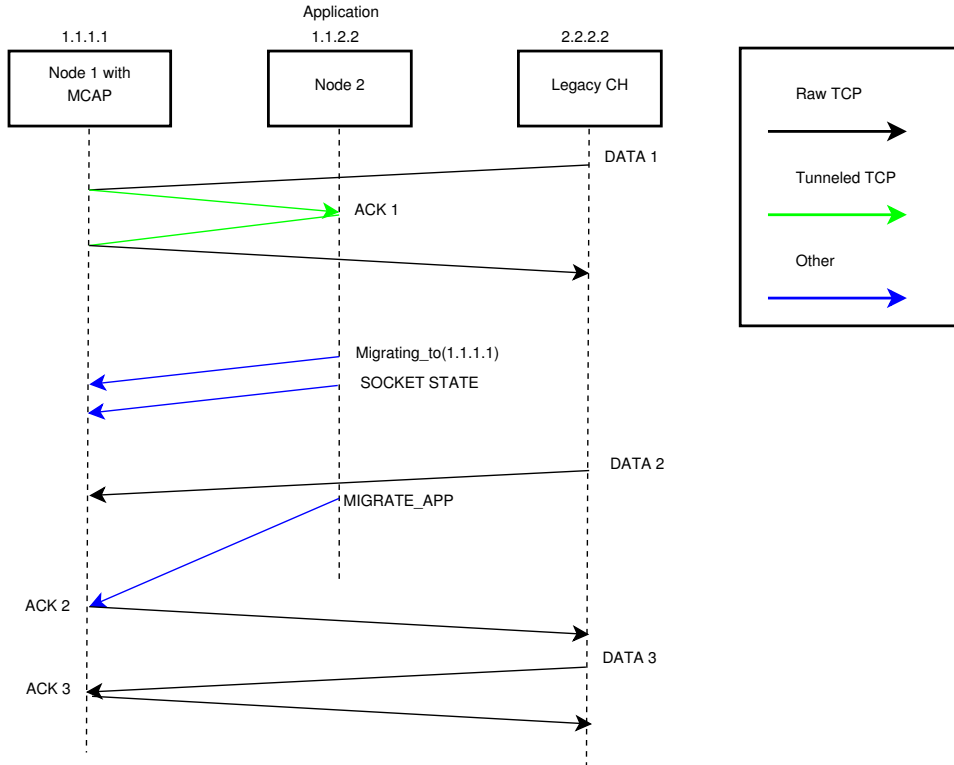 Application
1.1.1.1
1.1.2.2
2.2.2.2
Node 1 with
MCAP
Node 2
Legacy CH
Raw TCP
Tunneled TCP
Other
DATA 1
ACK 1
Migrating_to(1.1.1.1)
SOCKET STATE
DATA 2
MIGRATE_APP
ACK 2
DATA 3
ACK 3